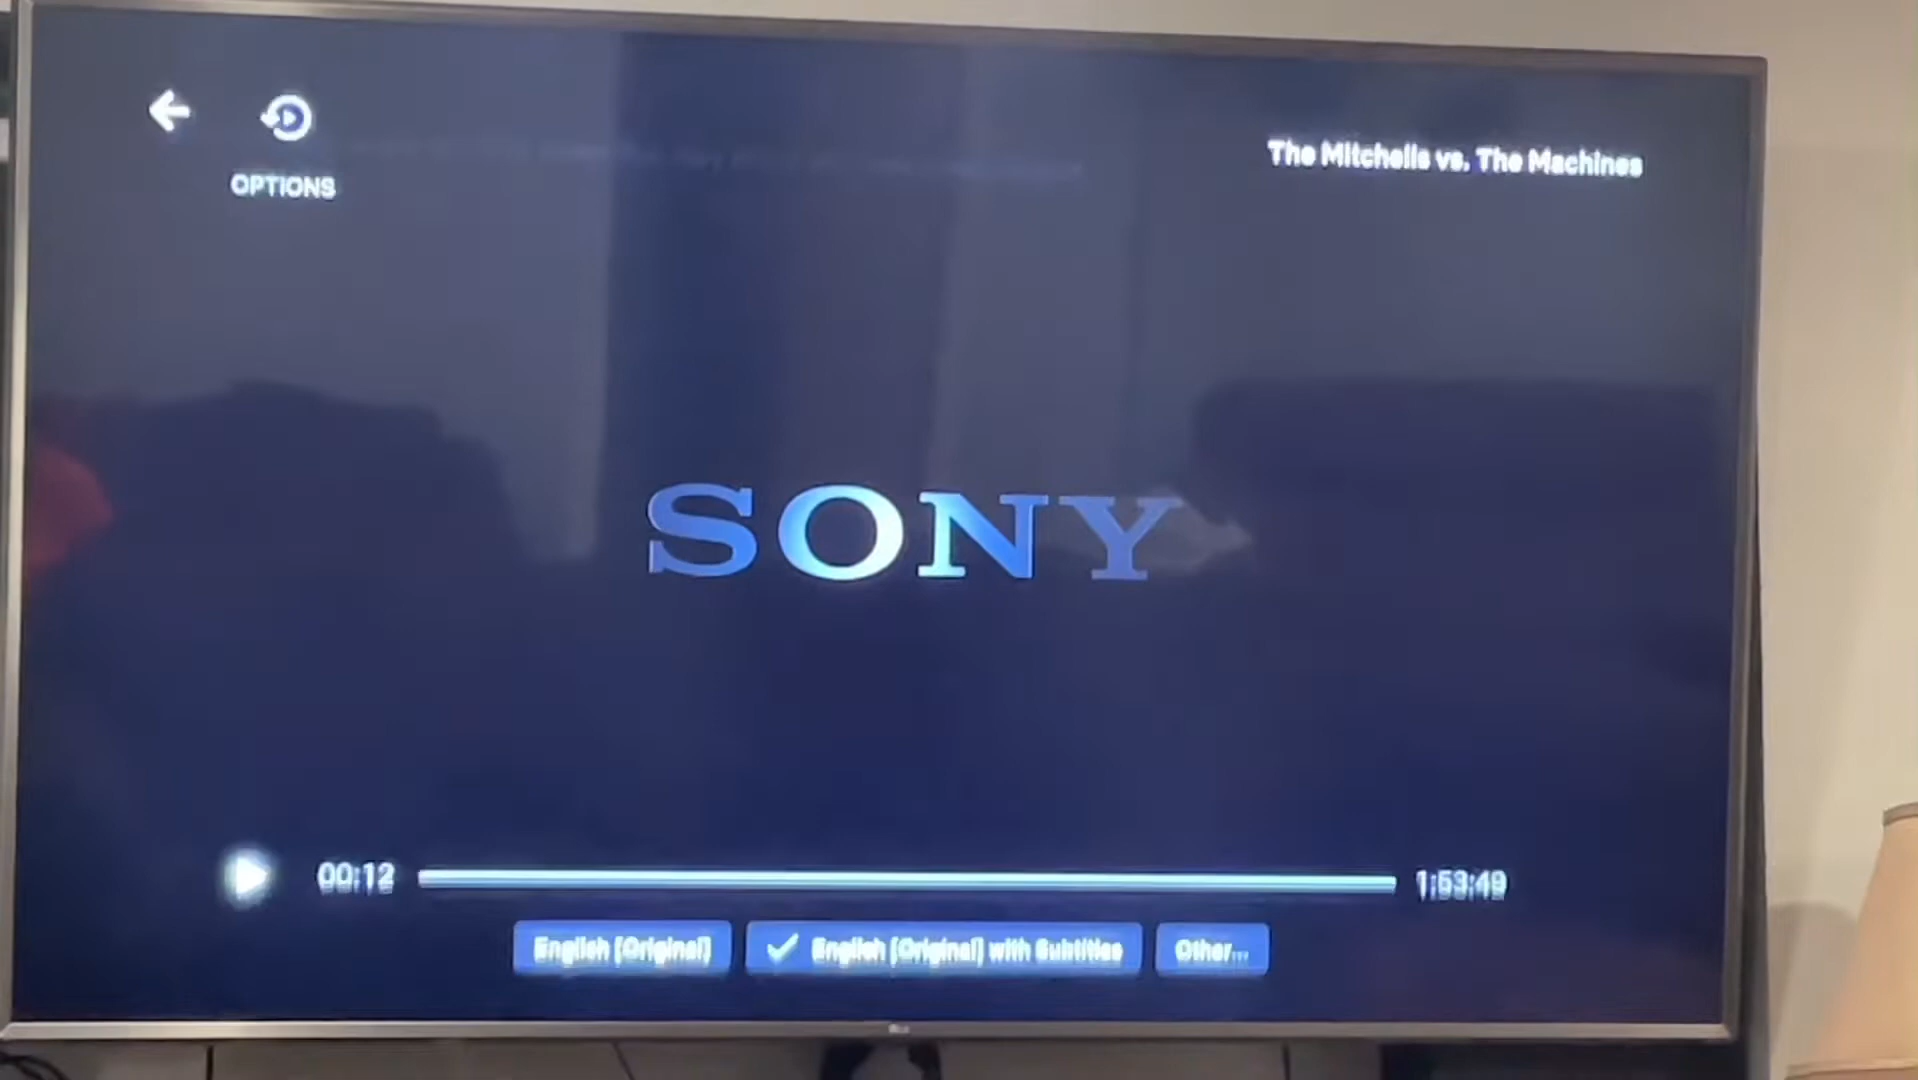 OPTIONS
The Mitchells vs. The Machines
SONY
00:12
1:53:49
English [Original]
English [Original] with Subtitles
Other...
LG